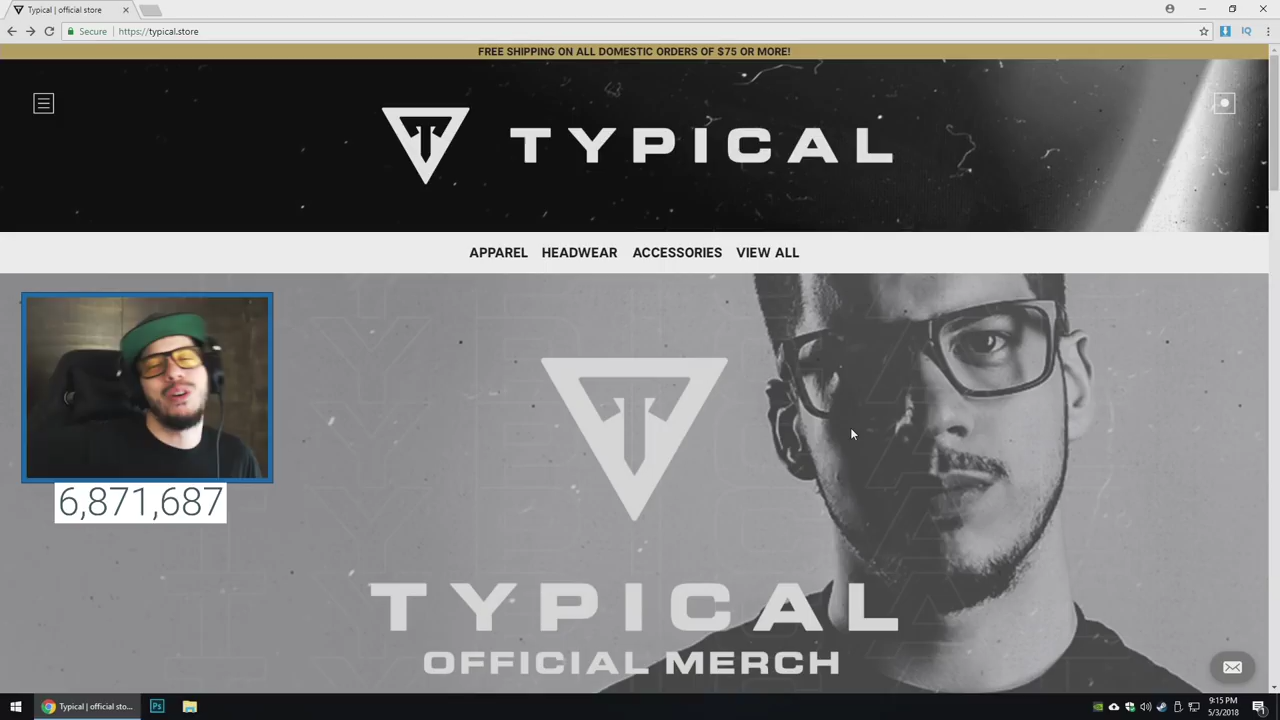 Typical | official store
Secure
https://typical.store
FREE SHIPPING ON ALL DOMESTIC ORDERS OF $75 OR MORE!
TYPICAL
APPAREL HEADWEAR ACCESSORIES VIEW ALL
6,871,687
TYPICAL
OFFICIAL MERCH
Typical | official sto...
Ps
9:15 PM
5/3/2018